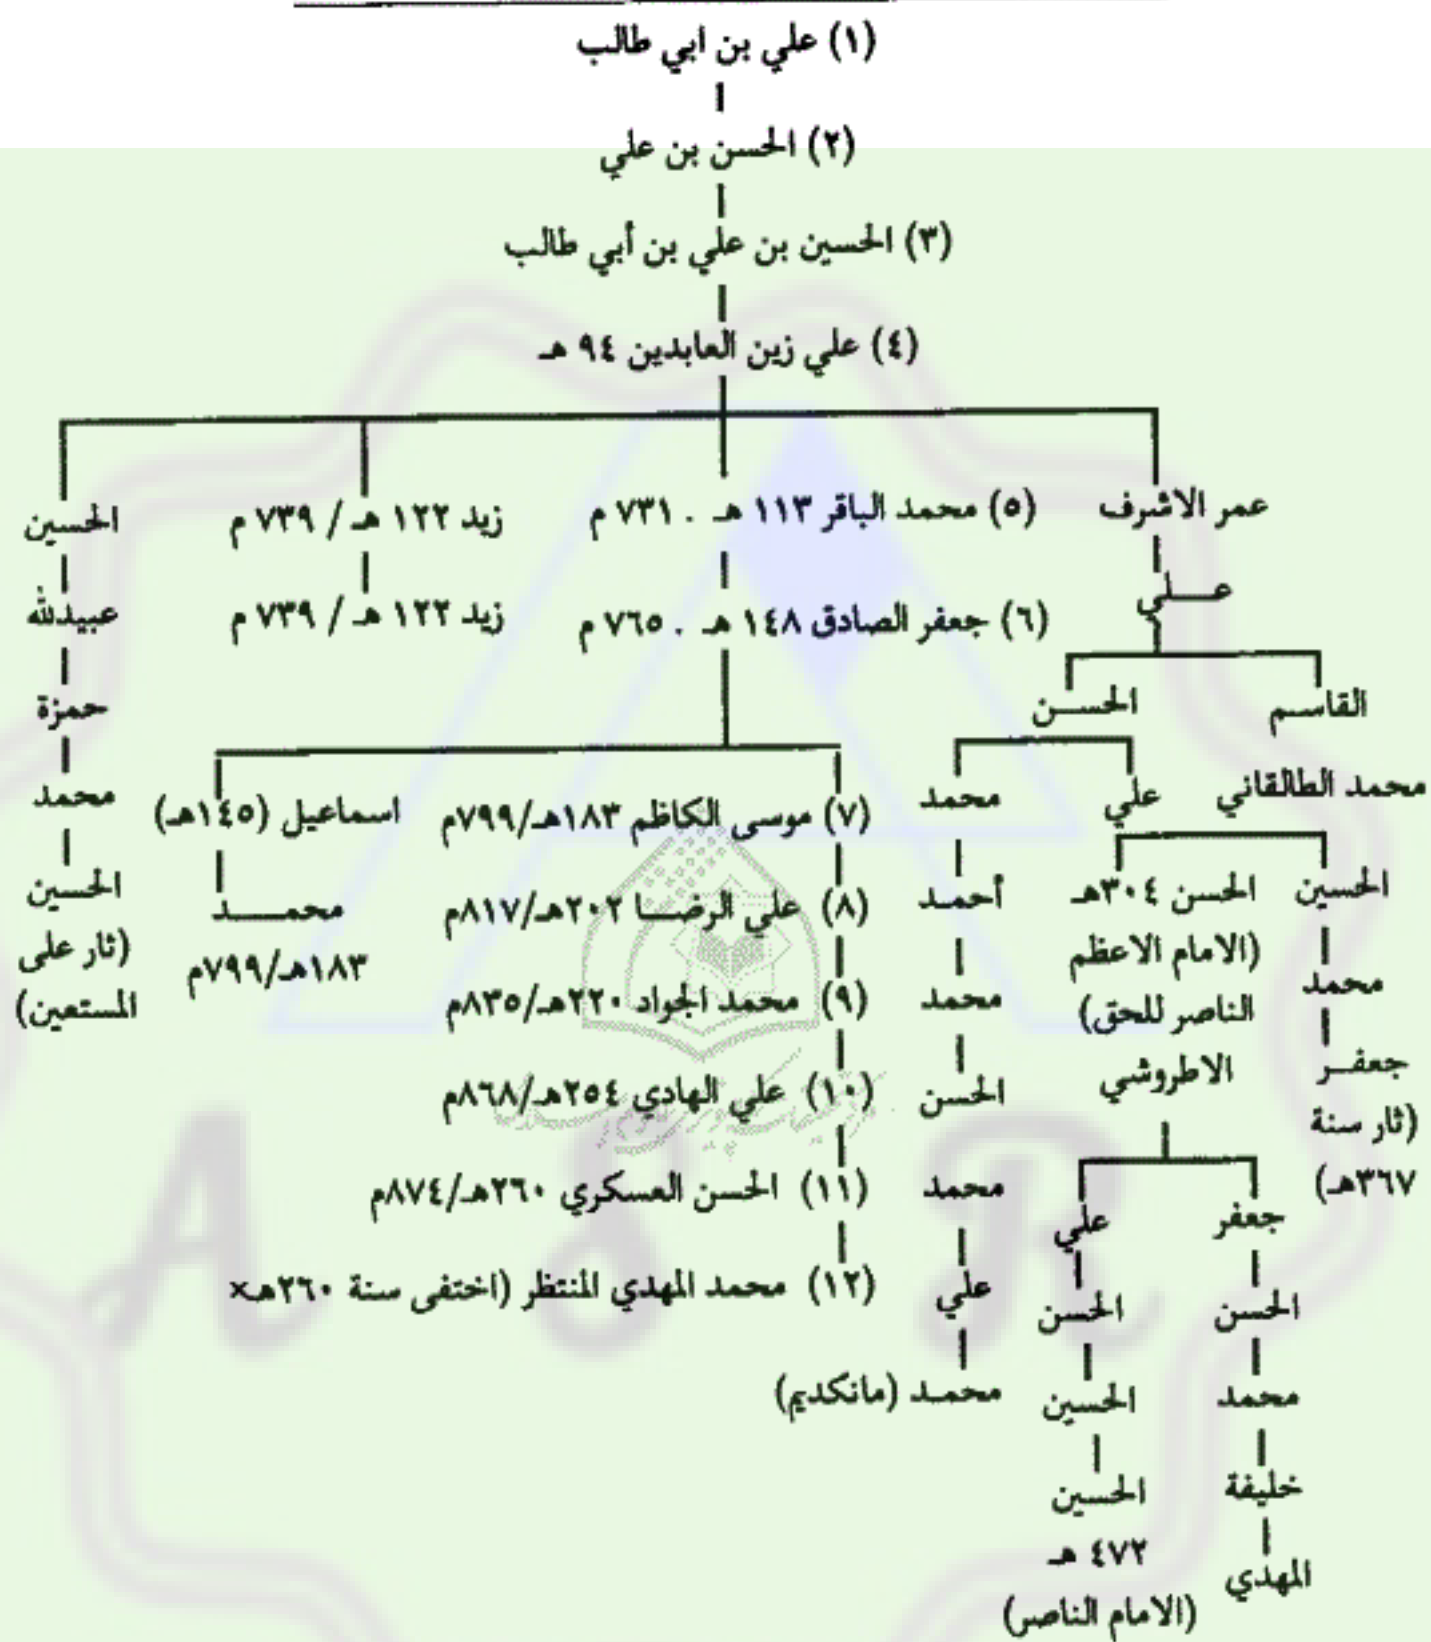 (١) علي بن ابي طالب
(٢) الحسن بن علي
(٣) الحسين بن علي بن أبي طالب
(٤) علي زين العابدين ٩٤ هـ
عمر الاشرف
(٥) محمد الباقر ١١٣ هـ . ٧٣١ م
زيد ١٢٢ هـ / ٧٣٩ م
الحسين
علي
(٦) جعفر الصادق ١٤٨ هـ . ٧٦٥ م
زيد ١٢٢ هـ / ٧٣٩ م
عبيدلله
القاسم
الحسن
حمزة
محمد الطالقاني
علي
محمد
(٧) موسى الكاظم ١٨٣هـ/٧٩٩م
اسماعيل (١٤٥هـ)
محمد
الحسين
الحسن ٣٠٤هـ
أحمد
(٨) علي الرضا ٢٠٢هـ/٨١٧م
محمد
الحسين
(الامام الاعظم
١٨٣هـ/٧٩٩م
(ثار على
محمد
الناصر للحق)
محمد
(٩) محمد الجواد ٢٢٠هـ/٨٣٥م
المستعين)
جعفر
الاطروشي
الحسن
(١٠) علي الهادي ٢٥٤هـ/٨٦٨م
(ثار سنة
٣٦٧هـ)
محمد
(١١) الحسن العسكري ٢٦٠هـ/٨٧٤م
جعفر
علي
علي
(١٢) محمد المهدي المنتظر (اختفى سنة ٢٦٠هـ×
الحسن
الحسن
محمد
الحسين
محمد (مانكديم)
خليفة
الحسين
٤٧٢ هـ
المهدي
(الامام الناصر)
A S R